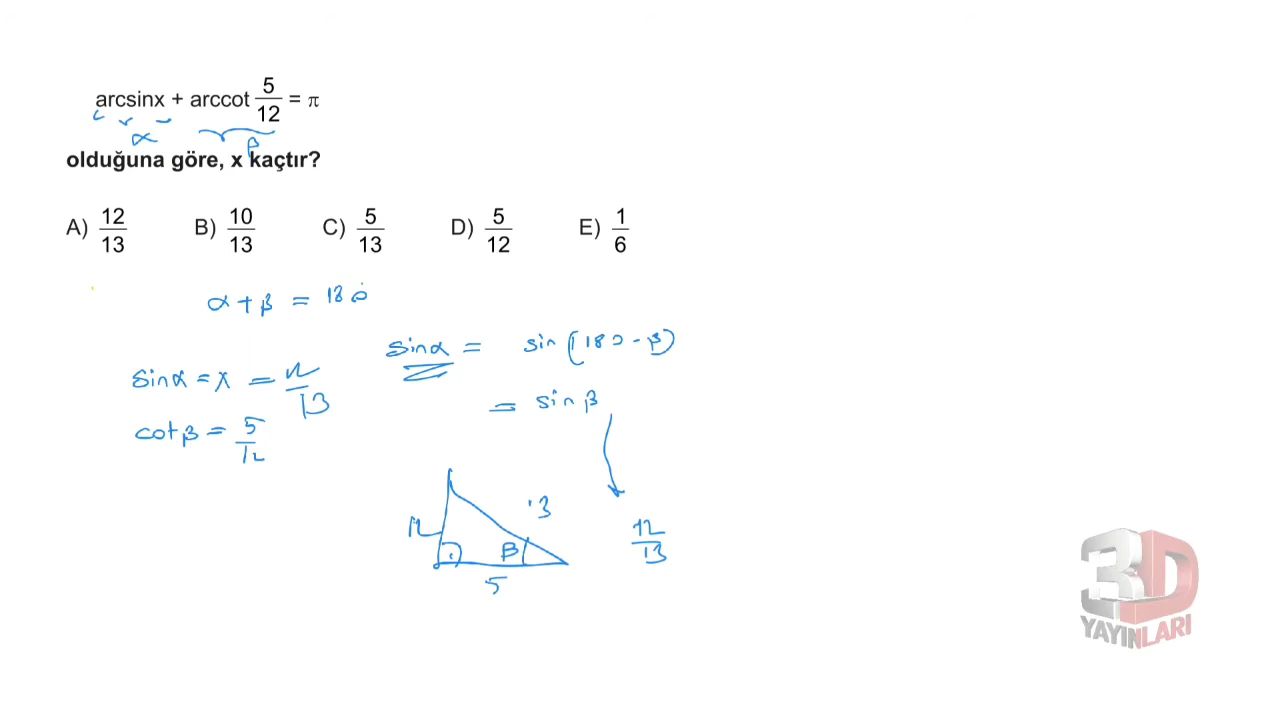 arcsinx + arccot 5/12 = π
α β
olduğuna göre, x kaçtır?
A) 12/13 B) 10/13 C) 5/13 D) 5/12 E) 1/6
α + β = 180
sinα = sin(180 - β)
sinα = x = 12/13
= sin β
cotβ = 5/12
13
12
β
12/13
5
3D
YAYINLARI